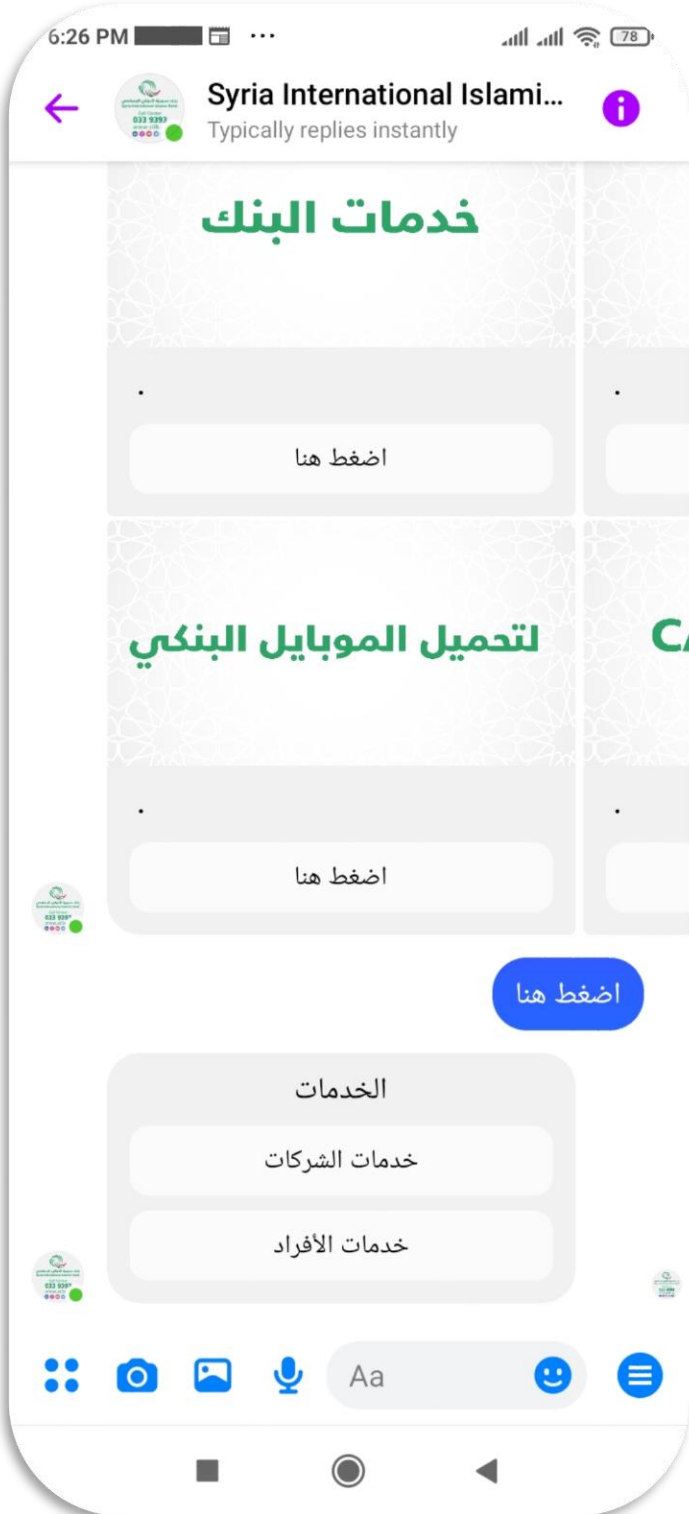 6:26 PM
...
78
Syria International Islami...
Typically replies instantly
خدمات البنك
.
.
اضغط هنا
لتحميل الموبايل البنكي
CA
.
.
اضغط هنا
اضغط هنا
الخدمات
خدمات الشركات
خدمات الأفراد
Aa